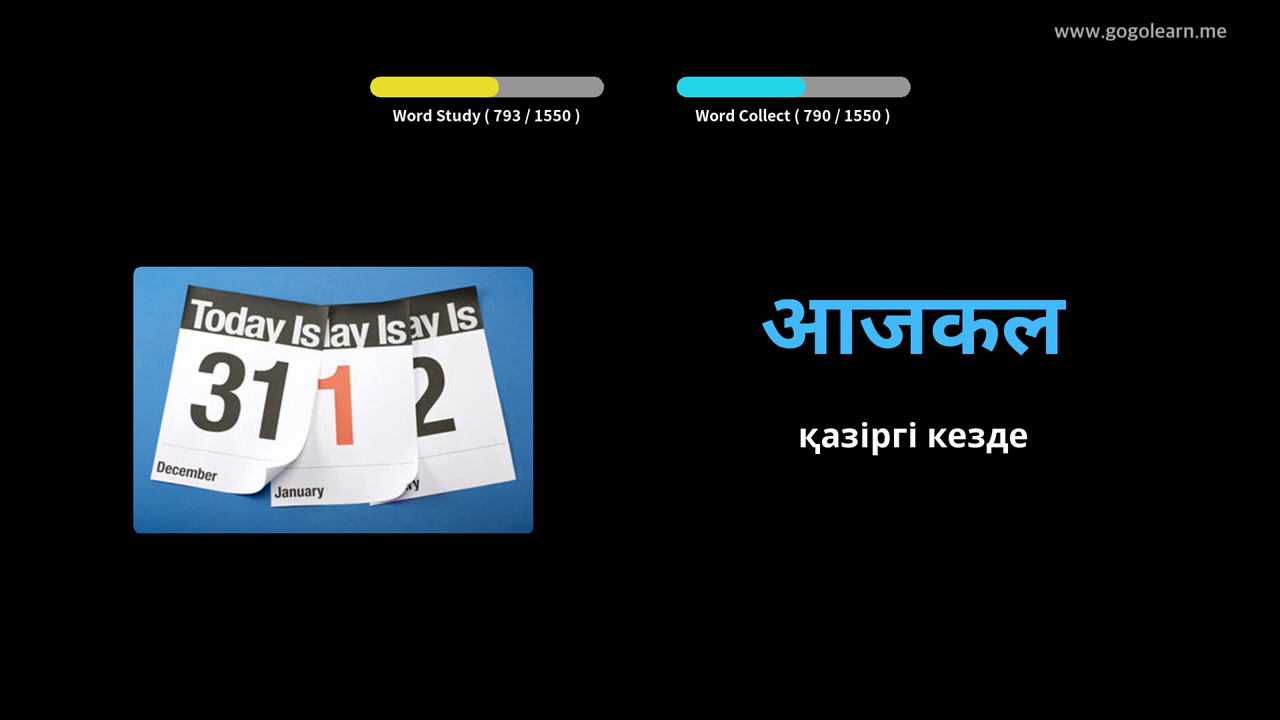 www.gogolearn.me
Word Study ( 793 / 1550 )
Word Collect ( 790 / 1550 )
आजकल
қазіргі кезде
Today Is
ay Is
ay Is
31
1
2
December
January